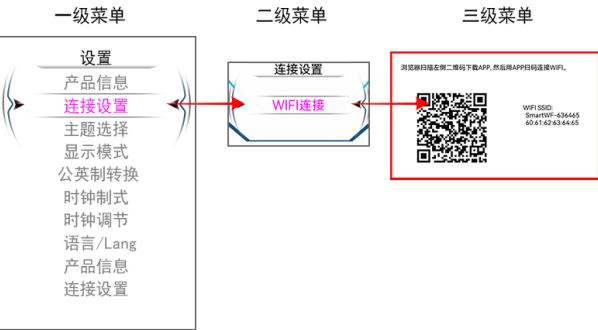 一级菜单
二级菜单
三级菜单
设置
产品信息
连接设置
主题选择
显示模式
公英制转换
时钟制式
时钟调节
语言/Lang
产品信息
连接设置
连接设置
WIFI连接
浏览器扫描左侧二维码下载APP, 然后用APP扫码连接WIFI。
WIFI SSID:
SmartWF-636465
60:61:62:63:64:65